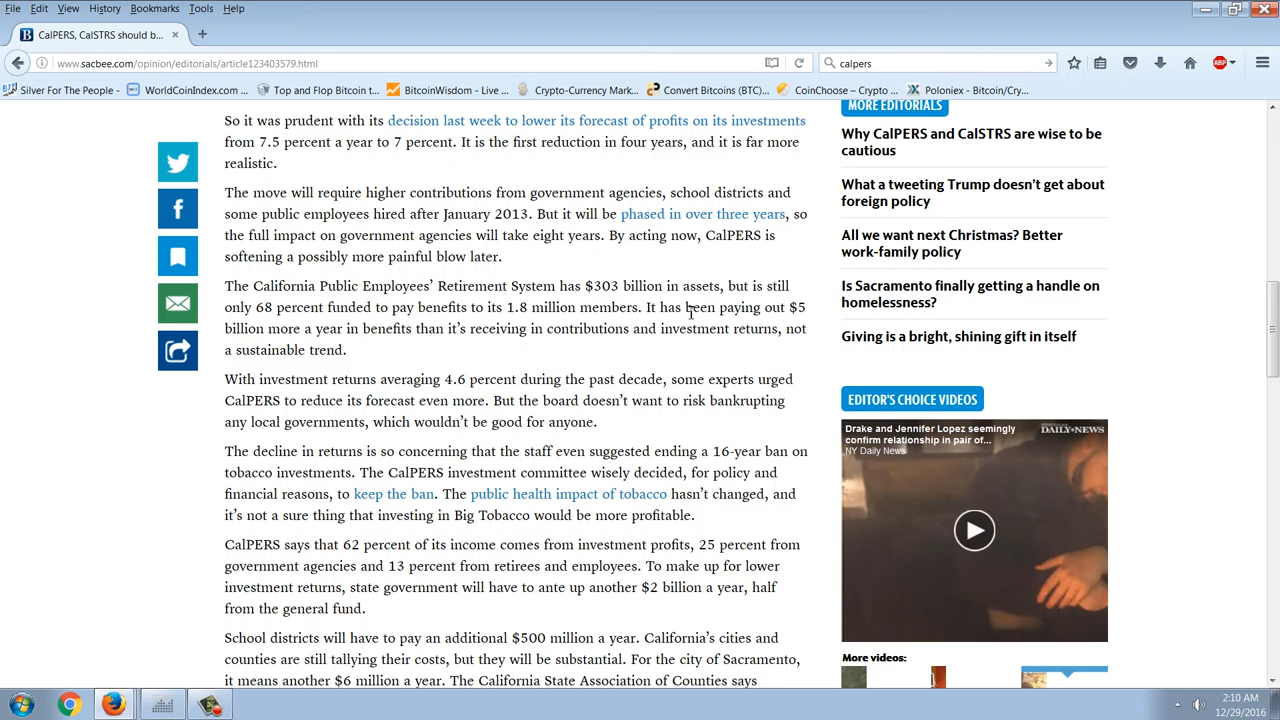 File Edit View History Bookmarks Tools Help
CalPERS, CalSTRS should b...
www.sacbee.com/opinion/editorials/article123403579.html
calpers
ABP
Silver For The People - WorldCoinIndex.com ... Top and Flop Bitcoin t... BitcoinWisdom - Live ... Crypto-Currency Mark... Convert Bitcoins (BTC)... CoinChoose – Crypto ... Poloniex - Bitcoin/Cry...
So it was prudent with its decision last week to lower its forecast of profits on its investments
from 7.5 percent a year to 7 percent. It is the first reduction in four years, and it is far more
realistic.
The move will require higher contributions from government agencies, school districts and
some public employees hired after January 2013. But it will be phased in over three years, so
the full impact on government agencies will take eight years. By acting now, CalPERS is
softening a possibly more painful blow later.
The California Public Employees’ Retirement System has $303 billion in assets, but is still
only 68 percent funded to pay benefits to its 1.8 million members. It has been paying out $5
billion more a year in benefits than it’s receiving in contributions and investment returns, not
a sustainable trend.
With investment returns averaging 4.6 percent during the past decade, some experts urged
CalPERS to reduce its forecast even more. But the board doesn’t want to risk bankrupting
any local governments, which wouldn’t be good for anyone.
The decline in returns is so concerning that the staff even suggested ending a 16-year ban on
tobacco investments. The CalPERS investment committee wisely decided, for policy and
financial reasons, to keep the ban. The public health impact of tobacco hasn’t changed, and
it’s not a sure thing that investing in Big Tobacco would be more profitable.
CalPERS says that 62 percent of its income comes from investment profits, 25 percent from
government agencies and 13 percent from retirees and employees. To make up for lower
investment returns, state government will have to ante up another $2 billion a year, half
from the general fund.
School districts will have to pay an additional $500 million a year. California’s cities and
counties are still tallying their costs, but they will be substantial. For the city of Sacramento,
it means another $6 million a year. The California State Association of Counties says
MORE EDITORIALS
Why CalPERS and CalSTRS are wise to be
cautious
What a tweeting Trump doesn’t get about
foreign policy
All we want next Christmas? Better
work-family policy
Is Sacramento finally getting a handle on
homelessness?
Giving is a bright, shining gift in itself
EDITOR'S CHOICE VIDEOS
Drake and Jennifer Lopez seemingly
confirm relationship in pair of...
NY Daily News
DAILY NEWS
More videos:
2:10 AM
12/29/2016